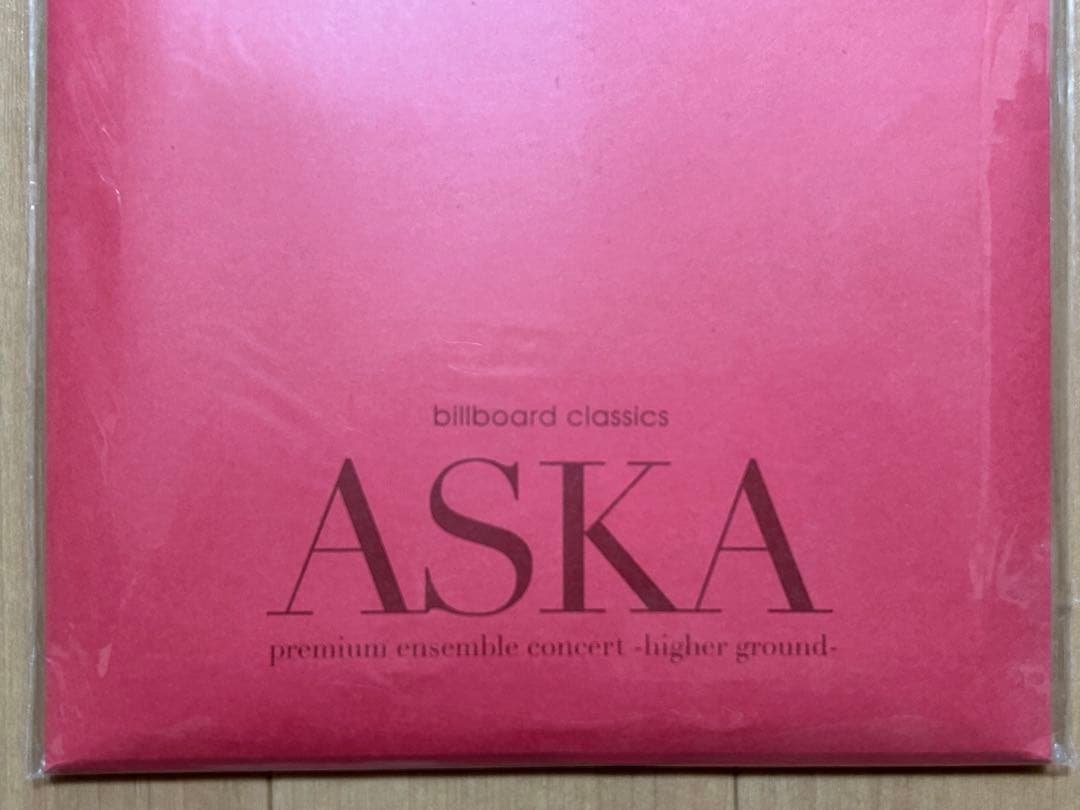 billboard classics
ASKA
premium ensemble concert -higher ground-